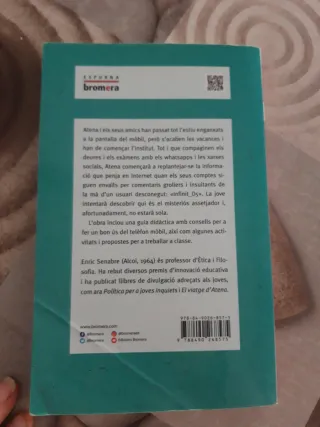 ESPURNA
bromera
Atena i els seus amics han passat tot l'estiu enganxats
a la pantalla del mòbil, però s'acaben les vacances i
han de començar l'institut. Tot i que compaginen els
deures i els exàmens amb els whatsapps i les xarxes
socials, Atena començarà a replantejar-se la informa-
ció que penja en internet quan els seus comptes si-
guen envaïts per comentaris grollers i insultants de
la mà d'un usuari desconegut: «Infinit_05». La jove
intentarà descobrir qui és el misteriós assetjador i,
afortunadament, no estarà sola.
L'obra inclou una guia didàctica amb consells per a
fer un bon ús del telèfon mòbil, així com algunes acti-
vitats i propostes per a treballar a classe.
Enric Senabre (Alcoi, 1964) és professor d'Ètica i Filo-
sofia. Ha rebut diversos premis d'innovació educativa
i ha publicat llibres de divulgació adreçats als joves,
com ara Política per a joves inquiets i El viatge d'Atena.
www.bromera.com